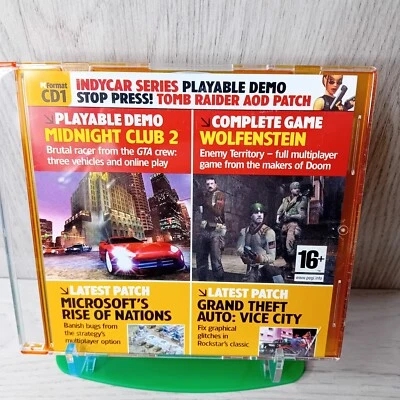 Format
CD1
INDYCAR SERIES PLAYABLE DEMO
STOP PRESS! TOMB RAIDER AOD PATCH
PLAYABLE DEMO
MIDNIGHT CLUB 2
Brutal racer from the GTA crew:
three vehicles and online play
COMPLETE GAME
WOLFENSTEIN
Enemy Territory – full multiplayer
game from the makers of Doom
16+
www.pegi.info
LATEST PATCH
MICROSOFT'S
RISE OF NATIONS
Banish bugs from
the strategy's
multiplayer option
LATEST PATCH
GRAND THEFT
AUTO: VICE CITY
Fix graphical
glitches in
Rockstar's classic